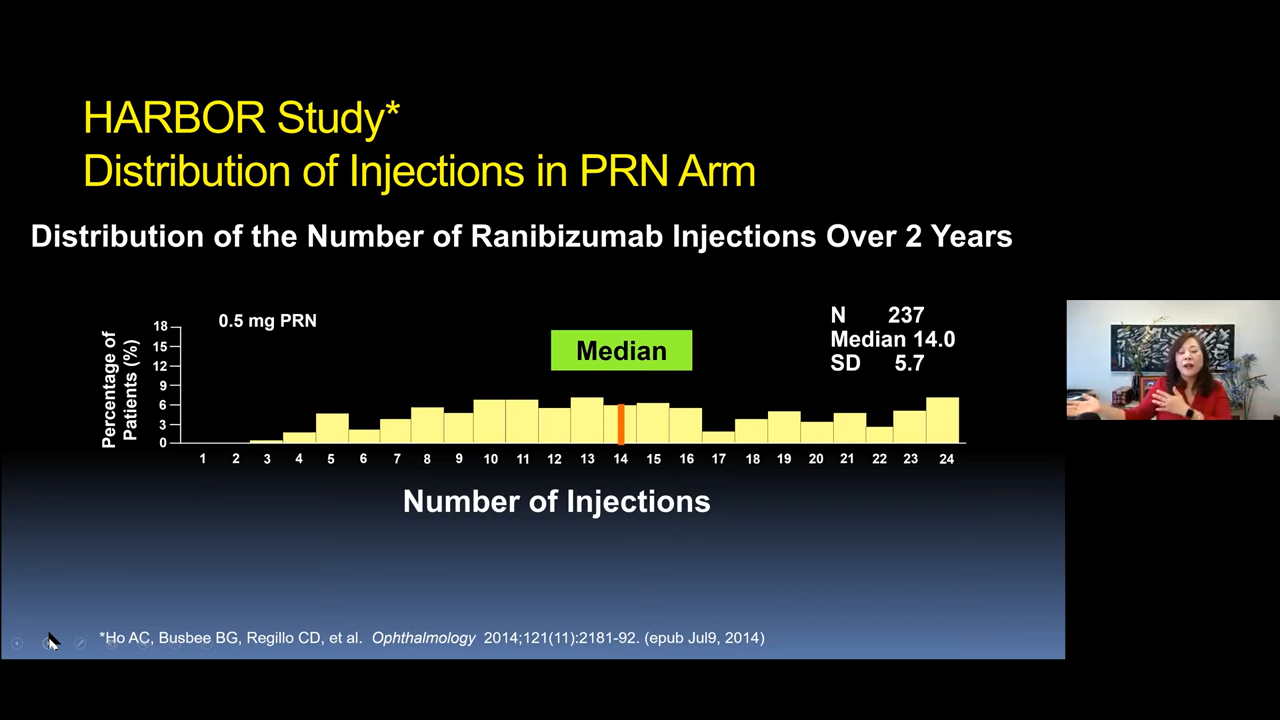 HARBOR Study*
Distribution of Injections in PRN Arm
Distribution of the Number of Ranibizumab Injections Over 2 Years
0.5 mg PRN
Median
N 237
Median 14.0
SD 5.7
Percentage of
Patients (%)
18
15
12
9
6
3
0
1 2 3 4 5 6 7 8 9 10 11 12 13 14 15 16 17 18 19 20 21 22 23 24
Number of Injections
*Ho AC, Busbee BG, Regillo CD, et al. Ophthalmology 2014;121(11):2181-92. (epub Jul9, 2014)